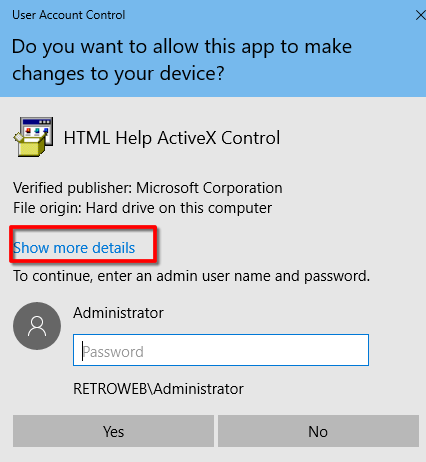 User Account Control
Do you want to allow this app to make
changes to your device?
HTML Help ActiveX Control
Verified publisher: Microsoft Corporation
File origin: Hard drive on this computer
Show more details
To continue, enter an admin user name and password.
Administrator
Password
RETROWEB\Administrator
Yes
No